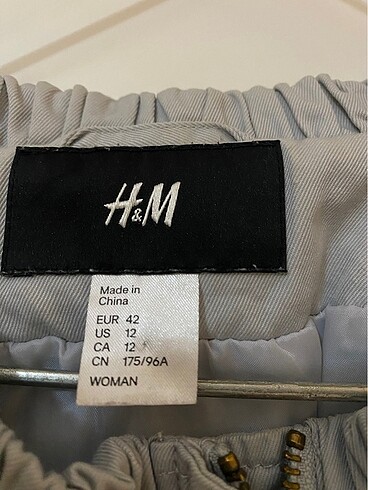 H&M
Made in
China
EUR 42
US 12
CA 12
CN 175/96A
WOMAN